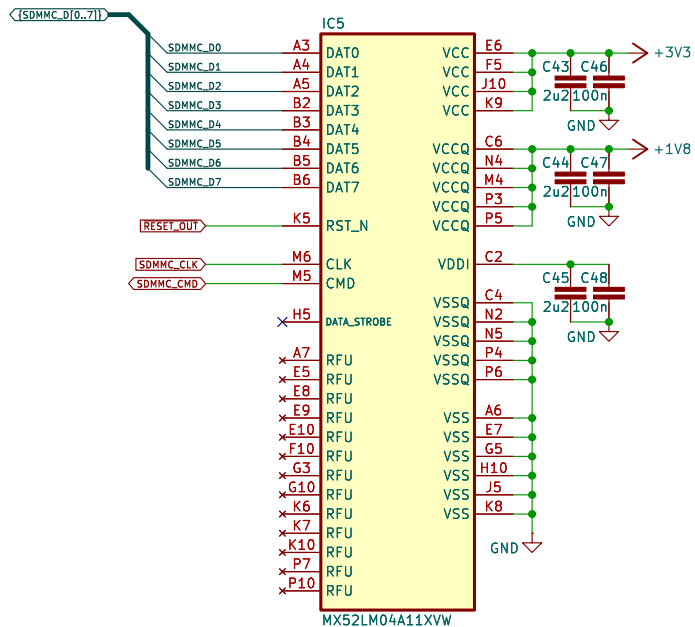 {SDMMC_D[0..7]}
IC5
SDMMC_D0 A3 DAT0 VCC E6 +3V3
SDMMC_D1 A4 DAT1 VCC F5 C43 C46
SDMMC_D2 A5 DAT2 VCC J10 2u2 100n
SDMMC_D3 B2 DAT3 VCC K9
SDMMC_D4 B3 DAT4 GND
SDMMC_D5 B4 DAT5 VCCQ C6 +1V8
SDMMC_D6 B5 DAT6 VCCQ N4 C44 C47
SDMMC_D7 B6 DAT7 VCCQ M4 2u2 100n
VCCQ P3
RESET_OUT K5 RST_N VCCQ P5 GND
SDMMC_CLK M6 CLK VDDI C2
SDMMC_CMD M5 CMD C45 C48
VSSQ C4 2u2 100n
H5 DATA_STROBE VSSQ N2
VSSQ N5 GND
A7 RFU VSSQ P4
E5 RFU VSSQ P6
E8 RFU
E9 RFU VSS A6
E10 RFU VSS E7
F10 RFU VSS G5
G3 RFU VSS H10
G10 RFU VSS J5
K6 RFU VSS K8
K7 RFU
K10 RFU GND
P7 RFU
P10 RFU
MX52LM04A11XVW